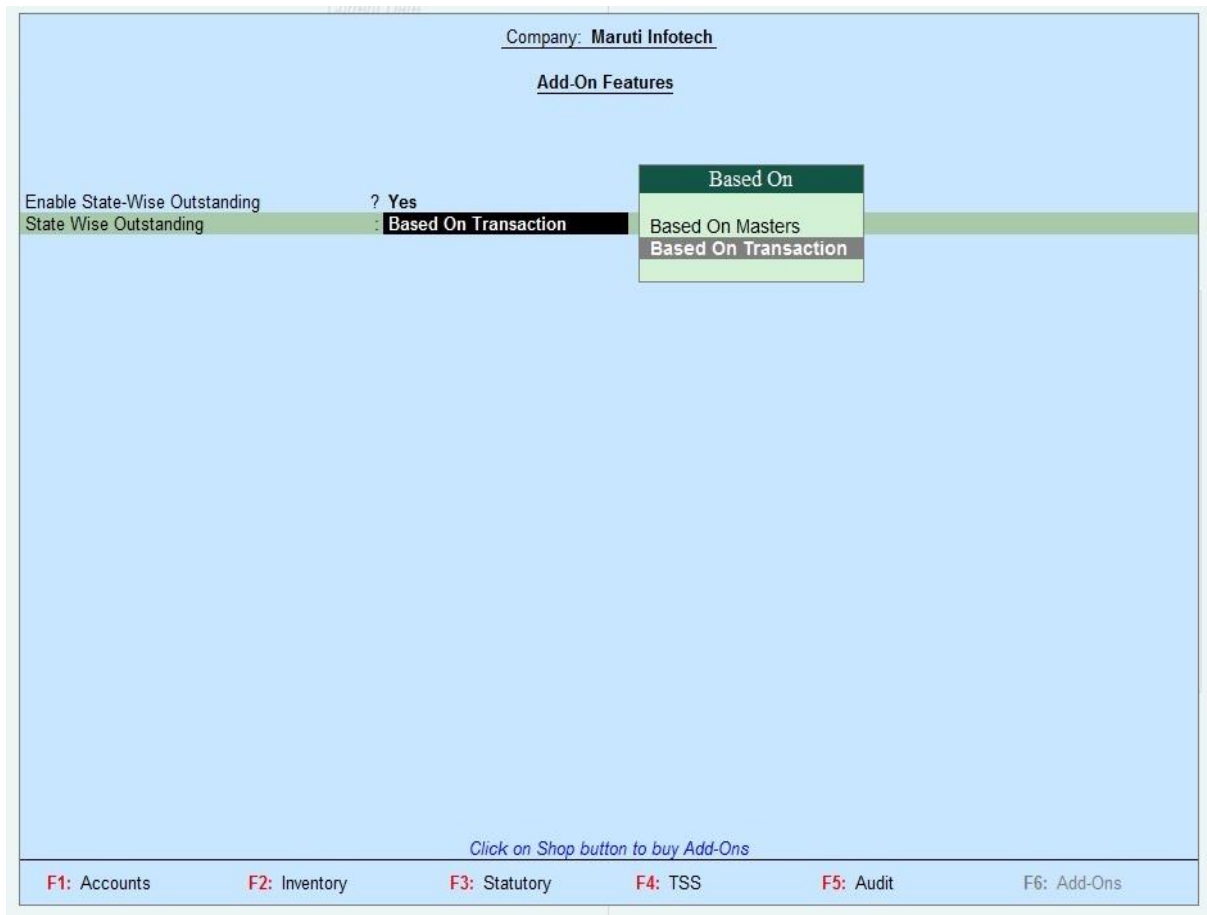 Current Date
Company: Maruti Infotech
Add-On Features
Based On
Enable State-Wise Outstanding ? Yes
State Wise Outstanding : Based On Transaction
Based On Masters
Based On Transaction
Click on Shop button to buy Add-Ons
F1: Accounts F2: Inventory F3: Statutory F4: TSS F5: Audit F6: Add-Ons